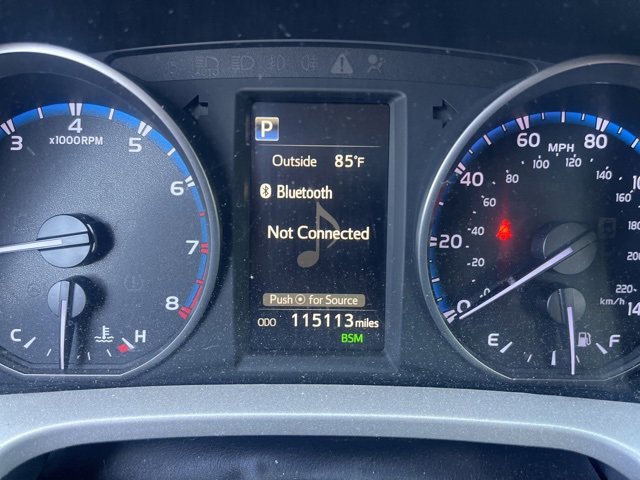 3 4 5 6 7 8
x1000RPM
C H
P
Outside 85°F
Bluetooth
Not Connected
Push for Source
ODO 115113 miles
BSM
0 20 40 60 80
MPH
0 20 40 60 80 100 120 140 160 180 200 220
km/h
E F